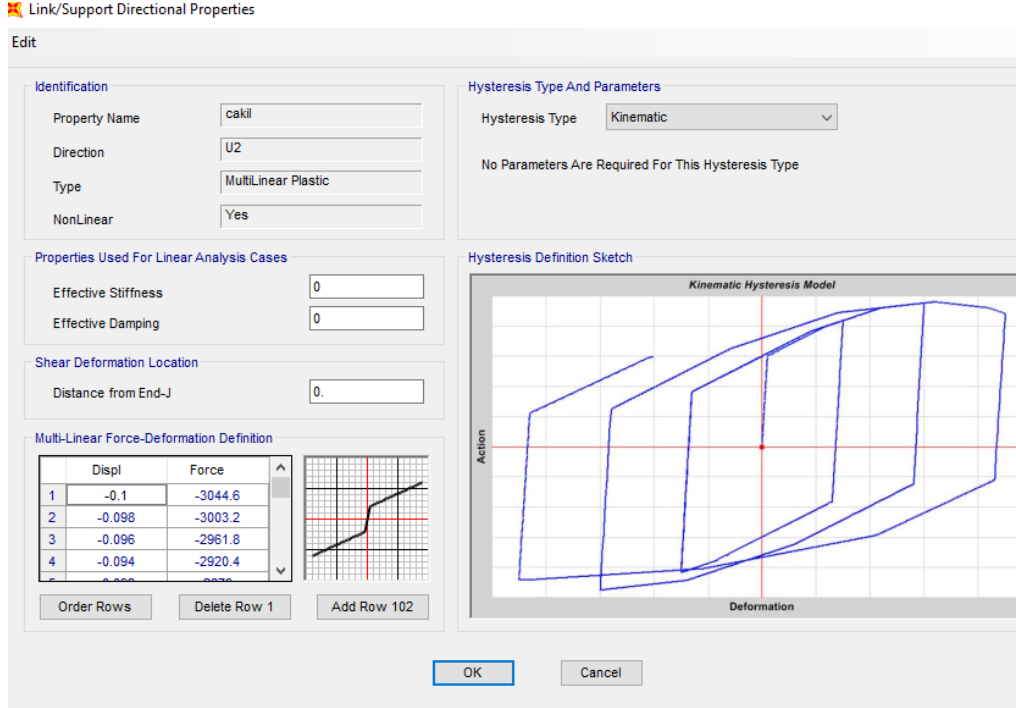 Link/Support Directional Properties
Edit
Identification
Property Name cakil
Direction U2
Type MultiLinear Plastic
NonLinear Yes
Hysteresis Type And Parameters
Hysteresis Type Kinematic
No Parameters Are Required For This Hysteresis Type
Properties Used For Linear Analysis Cases
Effective Stiffness 0
Effective Damping 0
Shear Deformation Location
Distance from End-J 0.
Multi-Linear Force-Deformation Definition
Displ Force
1 -0.1 -3044.6
2 -0.098 -3003.2
3 -0.096 -2961.8
4 -0.094 -2920.4
Order Rows Delete Row 1 Add Row 102
Hysteresis Definition Sketch
Kinematic Hysteresis Model
Action
Deformation
OK Cancel